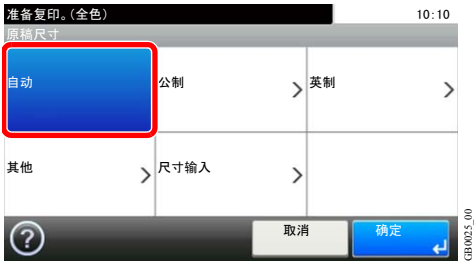 准备复印。(全色)
10:10
原稿尺寸
自动
公制
英制
其他
尺寸输入
?
取消
确定
GB0025_00